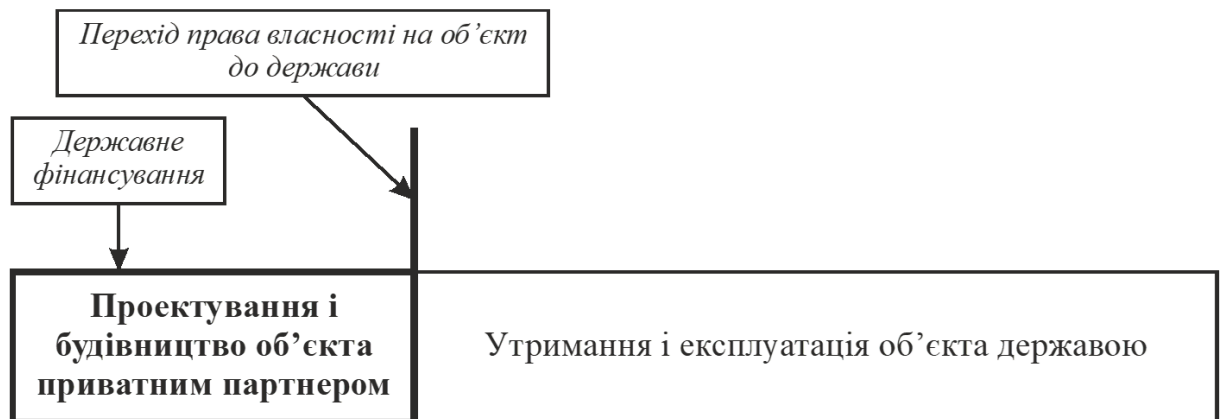 Перехід права власності на об’єкт
до держави
Державне
фінансування
Проектування і
будівництво об’єкта
приватним партнером
Утримання і експлуатація об’єкта державою